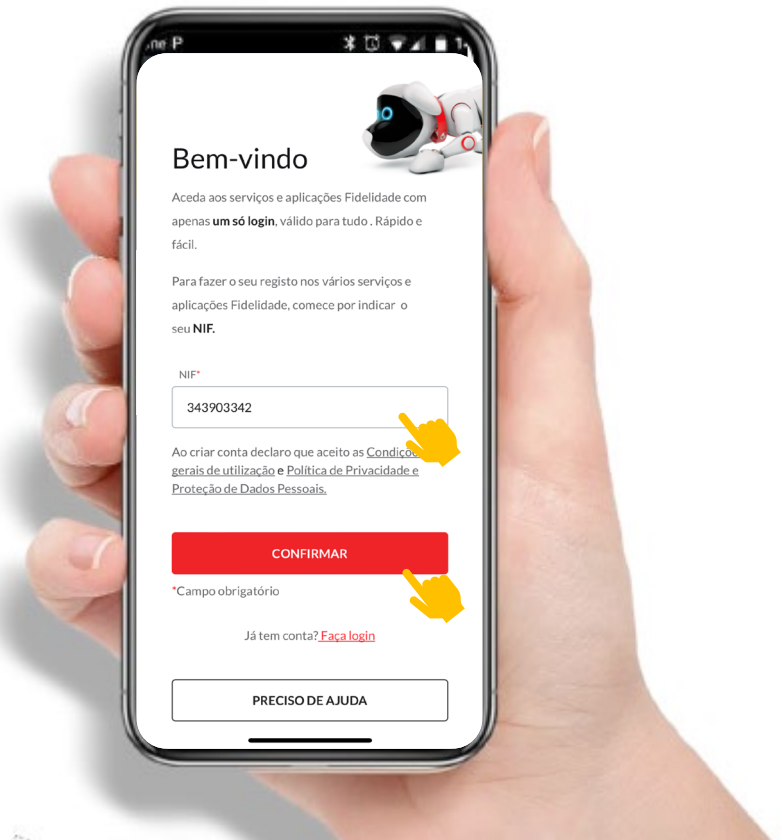 ne P
Bem-vindo
Aceda aos serviços e aplicações Fidelidade com
apenas um só login, válido para tudo . Rápido e
fácil.
Para fazer o seu registo nos vários serviços e
aplicações Fidelidade, comece por indicar o
seu NIF.
NIF*
343903342
Ao criar conta declaro que aceito as
gerais de utilização e Política de Privacidade e
Proteção de Dados Pessoais.
CONFIRMAR
*Campo obrigatório
Já tem conta? Faça login
PRECISO DE AJUDA